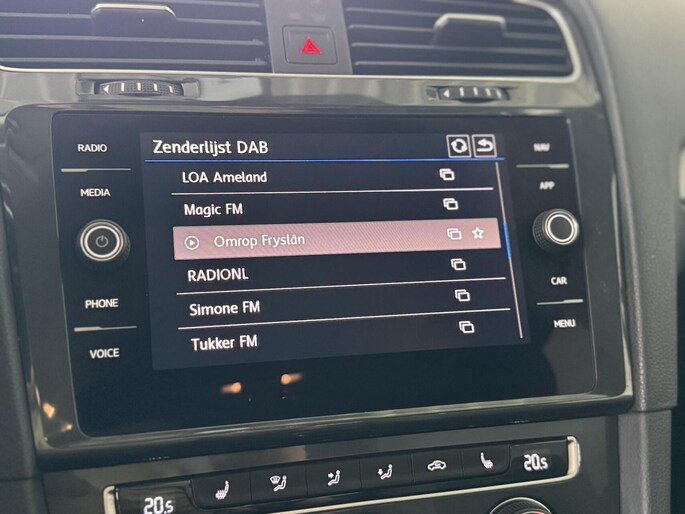 RADIO
MEDIA
PHONE
VOICE
Zenderlijst DAB
LOA Ameland
Magic FM
Omrop Fryslân
RADIONL
Simone FM
Tukker FM
NAV
APP
CAR
MENU
20.5
20.5